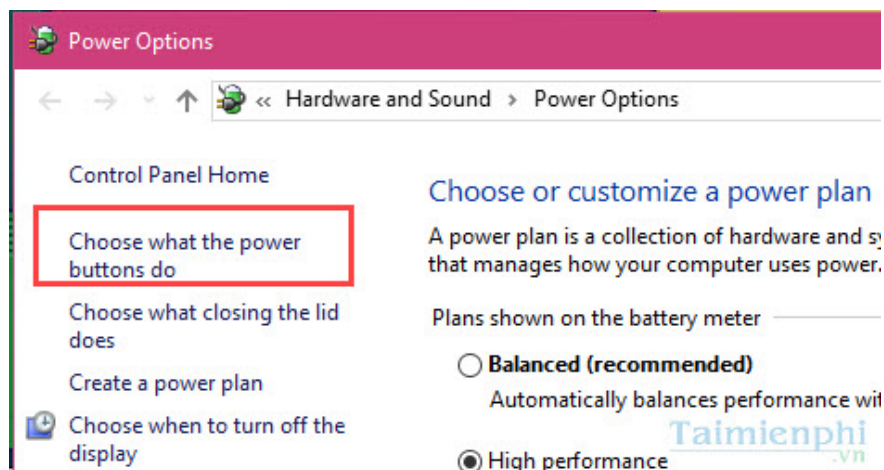 Power Options
« Hardware and Sound > Power Options
Control Panel Home
Choose what the power
buttons do
Choose what closing the lid
does
Create a power plan
Choose when to turn off the
display
Choose or customize a power plan
A power plan is a collection of hardware and sy
that manages how your computer uses power.
Plans shown on the battery meter
Balanced (recommended)
Automatically balances performance wit
High performance
Taimienphi
.vn